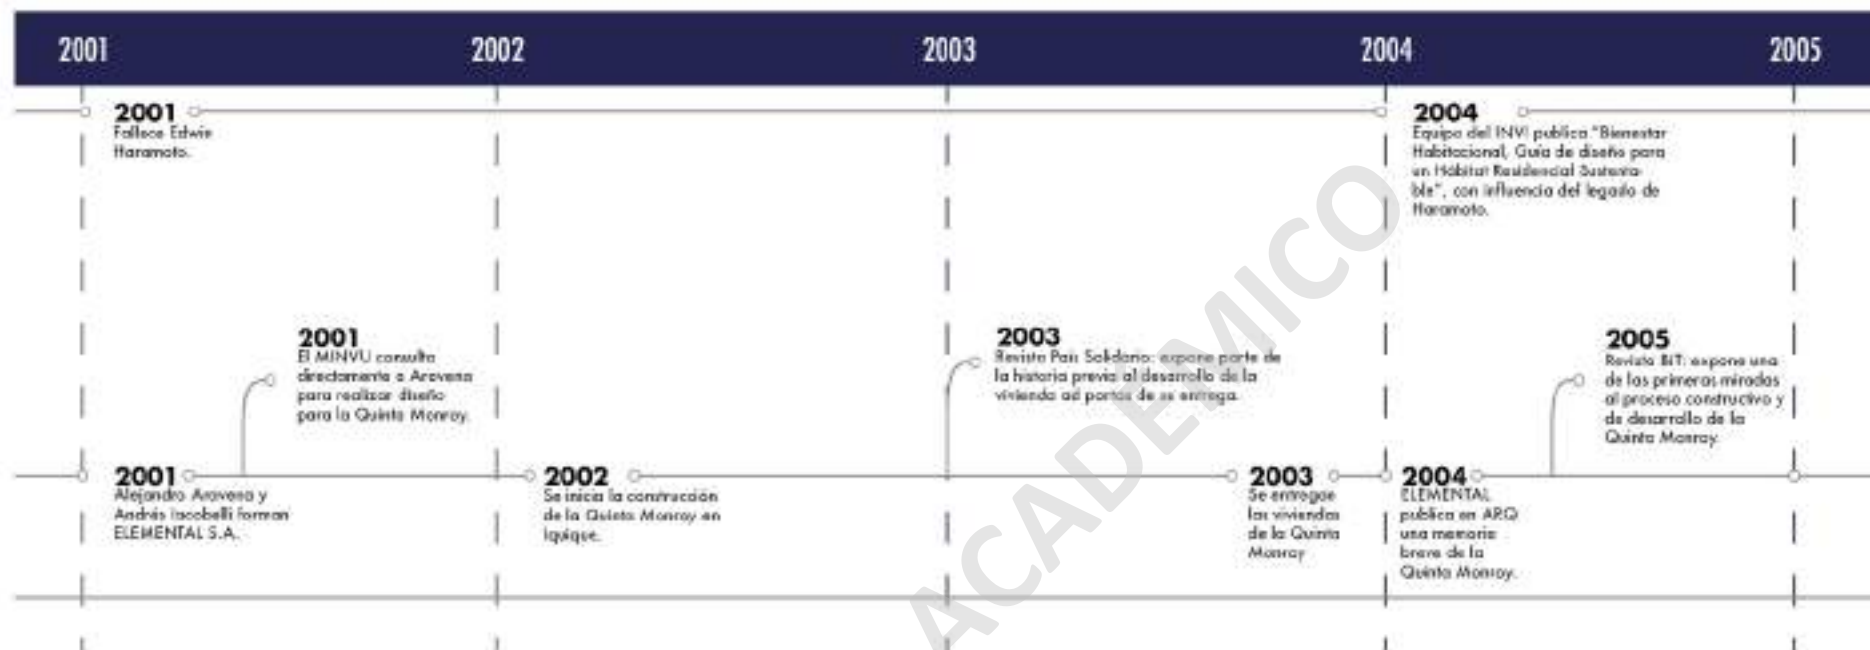 2001
2002
2003
2004
2005
2001
Fallece Edwin
Haramoto.
2004
Equipo del INVI publica "Bienestar
Habitacional, Guía de diseño para
un Hábitat Residencial Sustenta-
ble", con influencia del legado de
Haramoto.
2001
El MINVU consulta
directamente a Aravena
para realizar diseño
para la Quinta Monroy.
2003
Revista País Solidario: expone parte de
la historia previa al desarrollo de la
vivienda ad portas de su entrega.
2005
Revista BiT: expone una
de las primeras miradas
al proceso constructivo y
de desarrollo de la
Quinta Monroy.
2001
Alejandro Aravena y
Andrés Iacobelli forman
ELEMENTAL S.A.
2002
Se inicia la construcción
de la Quinta Monroy en
Iquique.
2003
Se entregan
las viviendas
de la Quinta
Monroy
2004
ELEMENTAL
publica en ARQ
una memoria
breve de la
Quinta Monroy.
ACADEMICO